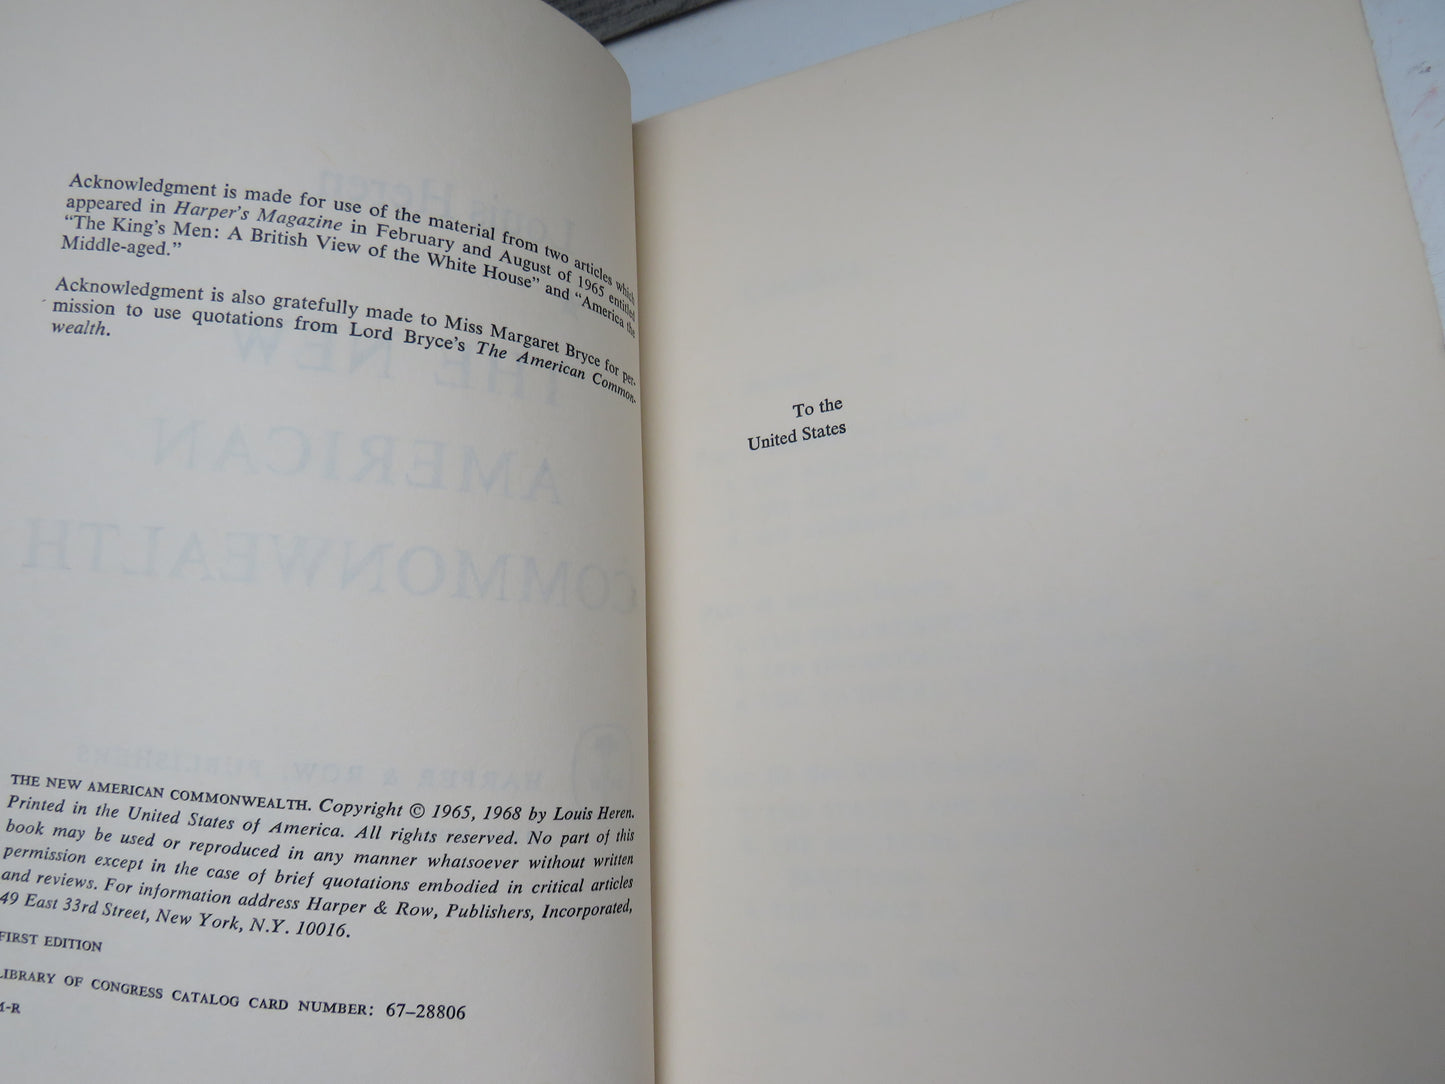 Acknowledgment is made for use of the material from two articles which
appeared in Harper's Magazine in February and August of 1965 entitled
"The King's Men: A British View of the White House" and "America the
Middle-aged."
Acknowledgment is also gratefully made to Miss Margaret Bryce for per-
mission to use quotations from Lord Bryce's The American Common-
wealth.
THE NEW AMERICAN COMMONWEALTH. Copyright © 1965, 1968 by Louis Heren.
Printed in the United States of America. All rights reserved. No part of this
book may be used or reproduced in any manner whatsoever without written
permission except in the case of brief quotations embodied in critical articles
and reviews. For information address Harper & Row, Publishers, Incorporated,
49 East 33rd Street, New York, N.Y. 10016.
FIRST EDITION
LIBRARY OF CONGRESS CATALOG CARD NUMBER: 67-28806
To the
United States